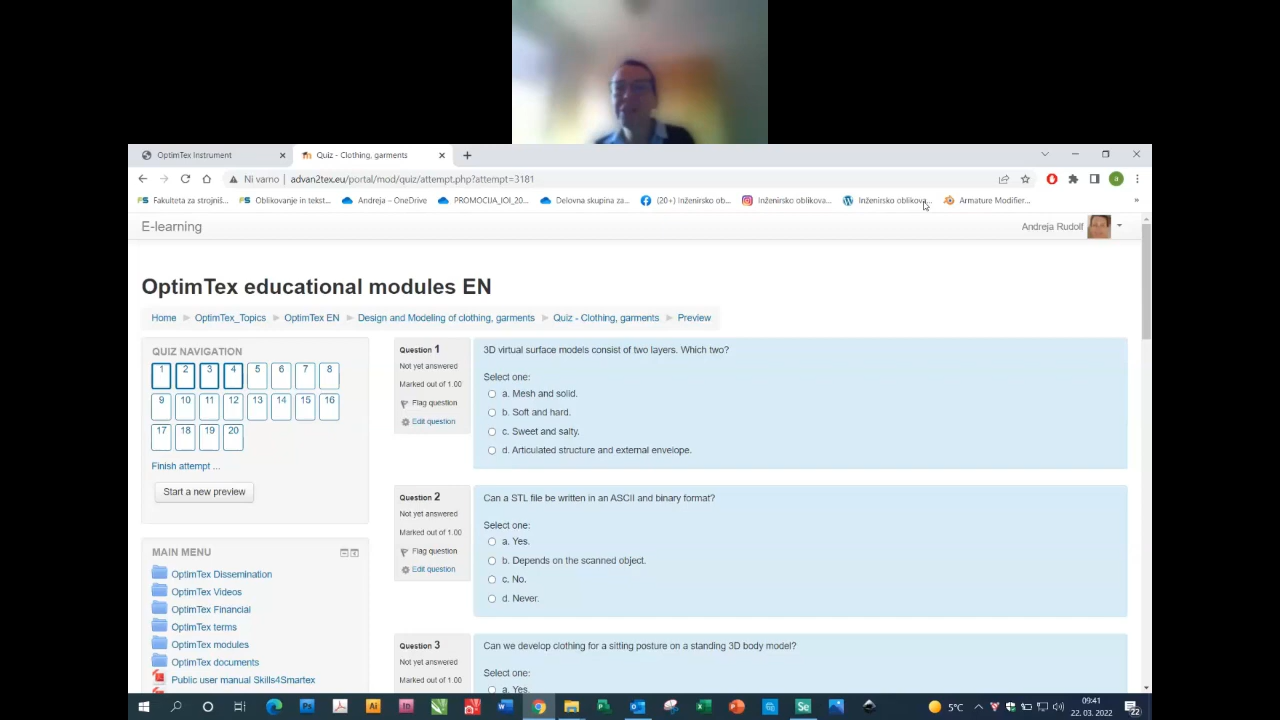 OptimTex Instrument
Quiz - Clothing, garments
Ni varno
advan2tex.eu/portal/mod/quiz/attempt.php?attempt=3181
Fakulteta za strojniš...
Oblikovanje in tekst...
Andreja – OneDrive
PROMOCIJA_IOI_20...
Delovna skupina za...
(20+) Inženirsko ob...
Inženirsko oblikova...
Inženirsko oblikova...
Armature Modifier...
E-learning
Andreja Rudolf
OptimTex educational modules EN
Home
OptimTex_Topics
OptimTex EN
Design and Modeling of clothing, garments
Quiz - Clothing, garments
Preview
QUIZ NAVIGATION
1 2 3 4 5 6 7 8
9 10 11 12 13 14 15 16
17 18 19 20
Finish attempt ...
Start a new preview
MAIN MENU
OptimTex Dissemination
OptimTex Videos
OptimTex Financial
OptimTex terms
OptimTex modules
OptimTex documents
Public user manual Skills4Smartex
Question 1
Not yet answered
Marked out of 1.00
Flag question
Edit question
3D virtual surface models consist of two layers. Which two?
Select one:
a. Mesh and solid.
b. Soft and hard.
c. Sweet and salty.
d. Articulated structure and external envelope.
Question 2
Not yet answered
Marked out of 1.00
Flag question
Edit question
Can a STL file be written in an ASCII and binary format?
Select one:
a. Yes.
b. Depends on the scanned object.
c. No.
d. Never.
Question 3
Not yet answered
Marked out of 1.00
Can we develop clothing for a sitting posture on a standing 3D body model?
Select one:
a. Yes.
5°C
09:41
22. 03. 2022
22